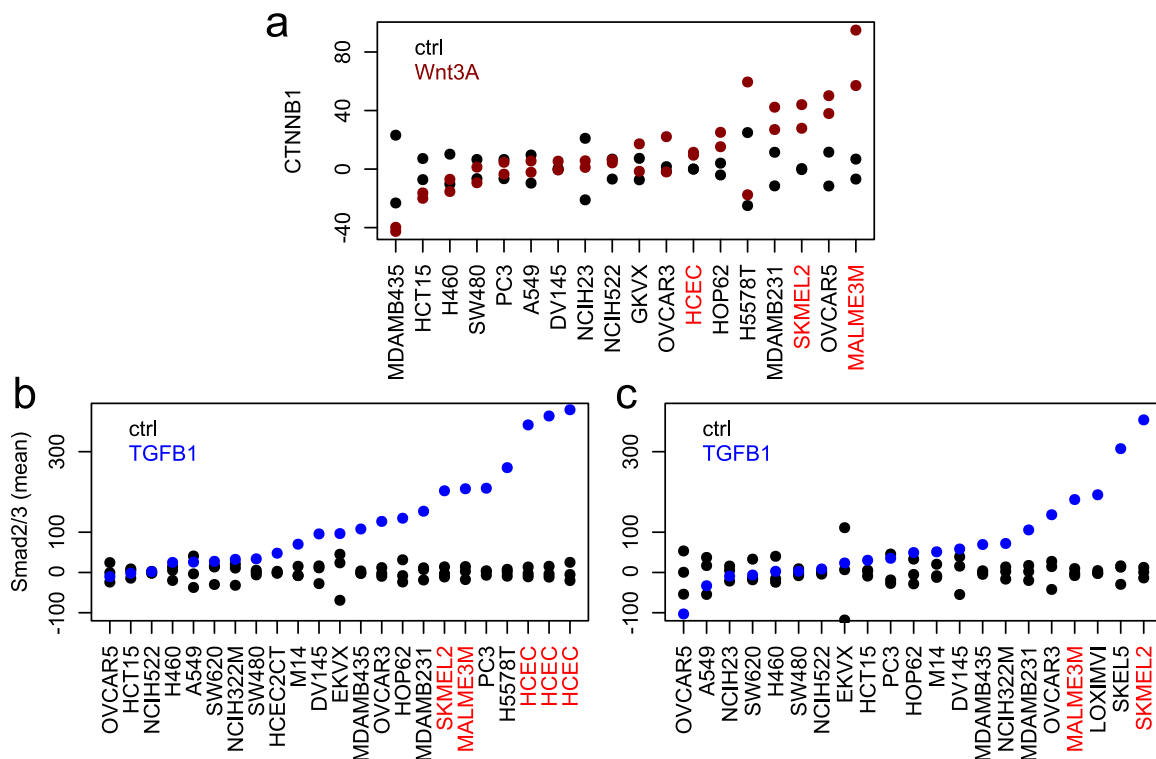 a
ctrl
Wnt3A
CTNNB1
80
40
0
-40
MDAMB435
HCT15
H460
SW480
PC3
A549
DV145
NCIH23
NCIH522
GKVX
OVCAR3
HCEC
HOP62
H5578T
MDAMB231
SKMEL2
OVCAR5
MALME3M
b
ctrl
TGFB1
Smad2/3 (mean)
300
100
0
-100
OVCAR5
HCT15
NCIH522
H460
A549
SW620
NCIH322M
SW480
HCEC2CT
M14
DV145
EKVX
MDAMB435
OVCAR3
HOP62
MDAMB231
SKMEL2
MALME3M
PC3
H5578T
HCEC
HCEC
HCEC
c
ctrl
TGFB1
300
100
0
-100
OVCAR5
A549
NCIH23
SW620
H460
SW480
NCIH522
EKVX
HCT15
PC3
HOP62
M14
DV145
MDAMB435
NCIH322M
MDAMB231
OVCAR3
MALME3M
LOXIMVI
SKEL5
SKMEL2